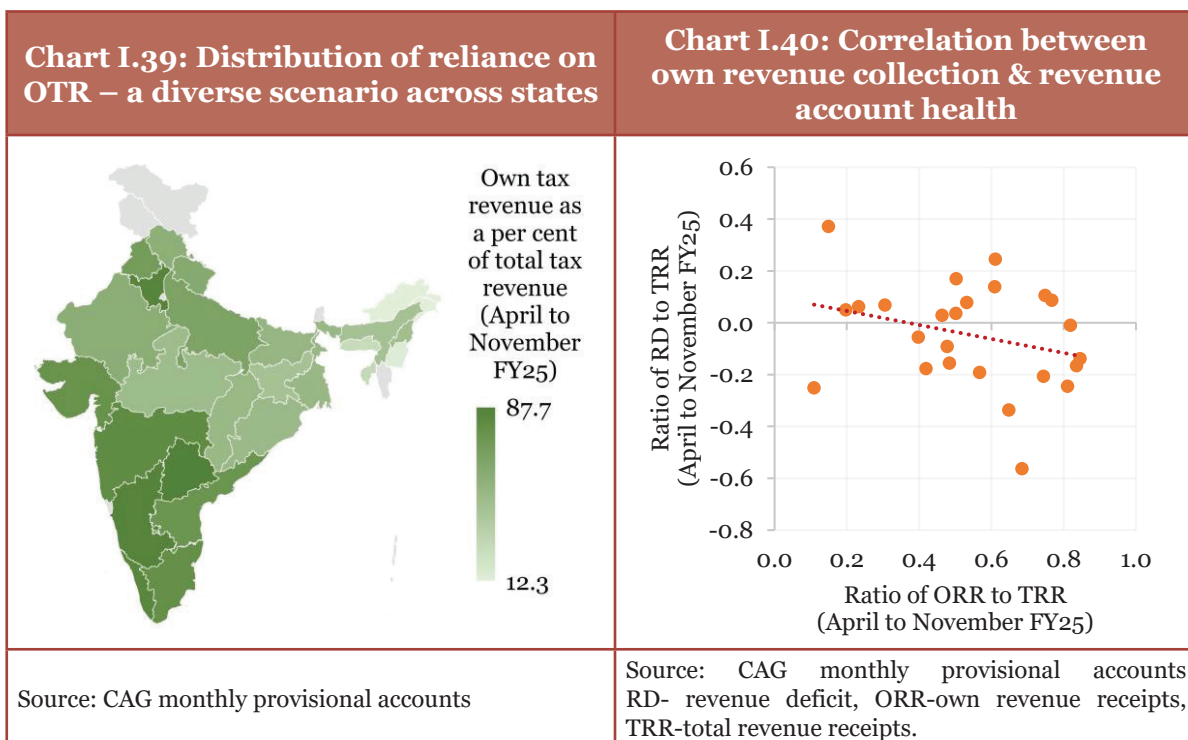 Chart I.39: Distribution of reliance on
OTR – a diverse scenario across states
Own tax
revenue as
a per cent
of total tax
revenue
(April to
November
FY25)
87.7
12.3
Source: CAG monthly provisional accounts
Chart I.40: Correlation between
own revenue collection & revenue
account health
Ratio of RD to TRR
(April to November FY25)
0.6
0.4
0.2
0.0
-0.2
-0.4
-0.6
-0.8
0.0 0.2 0.4 0.6 0.8 1.0
Ratio of ORR to TRR
(April to November FY25)
Source: CAG monthly provisional accounts
RD- revenue deficit, ORR-own revenue receipts,
TRR-total revenue receipts.